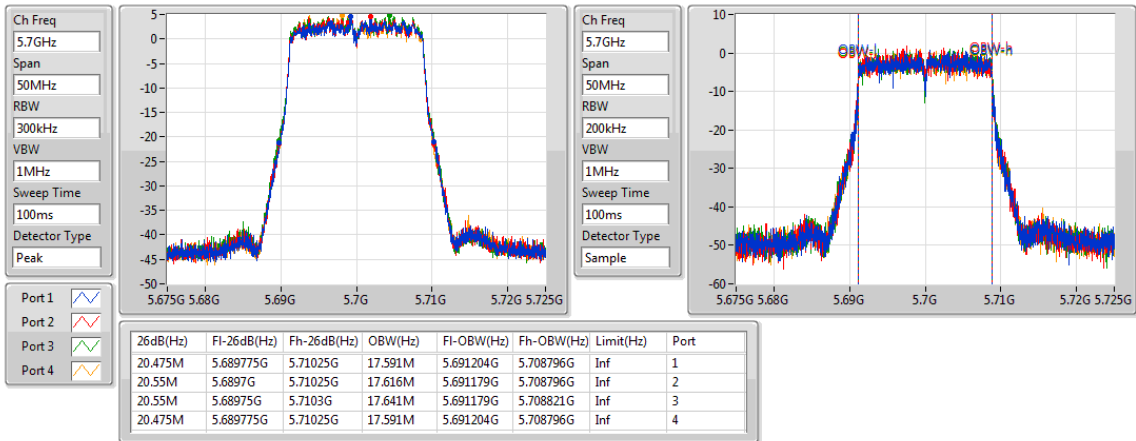 Ch Freq
5.7GHz
Span
50MHz
RBW
300kHz
VBW
1MHz
Sweep Time
100ms
Detector Type
Peak
5
0
-5
-10
-15
-20
-25
-30
-35
-40
-45
-50
5.675G 5.68G 5.69G 5.7G 5.71G 5.72G 5.725G
Ch Freq
5.7GHz
Span
50MHz
RBW
200kHz
VBW
1MHz
Sweep Time
100ms
Detector Type
Sample
10
0
-10
-20
-30
-40
-50
-60
OBW-l OBW-h
5.675G 5.68G 5.69G 5.7G 5.71G 5.72G 5.725G
Port 1
Port 2
Port 3
Port 4
26dB(Hz) Fl-26dB(Hz) Fh-26dB(Hz) OBW(Hz) Fl-OBW(Hz) Fh-OBW(Hz) Limit(Hz) Port
20.475M 5.689775G 5.71025G 17.591M 5.691204G 5.708796G Inf 1
20.55M 5.6897G 5.71025G 17.616M 5.691179G 5.708796G Inf 2
20.55M 5.68975G 5.7103G 17.641M 5.691179G 5.708821G Inf 3
20.475M 5.689775G 5.71025G 17.591M 5.691204G 5.708796G Inf 4